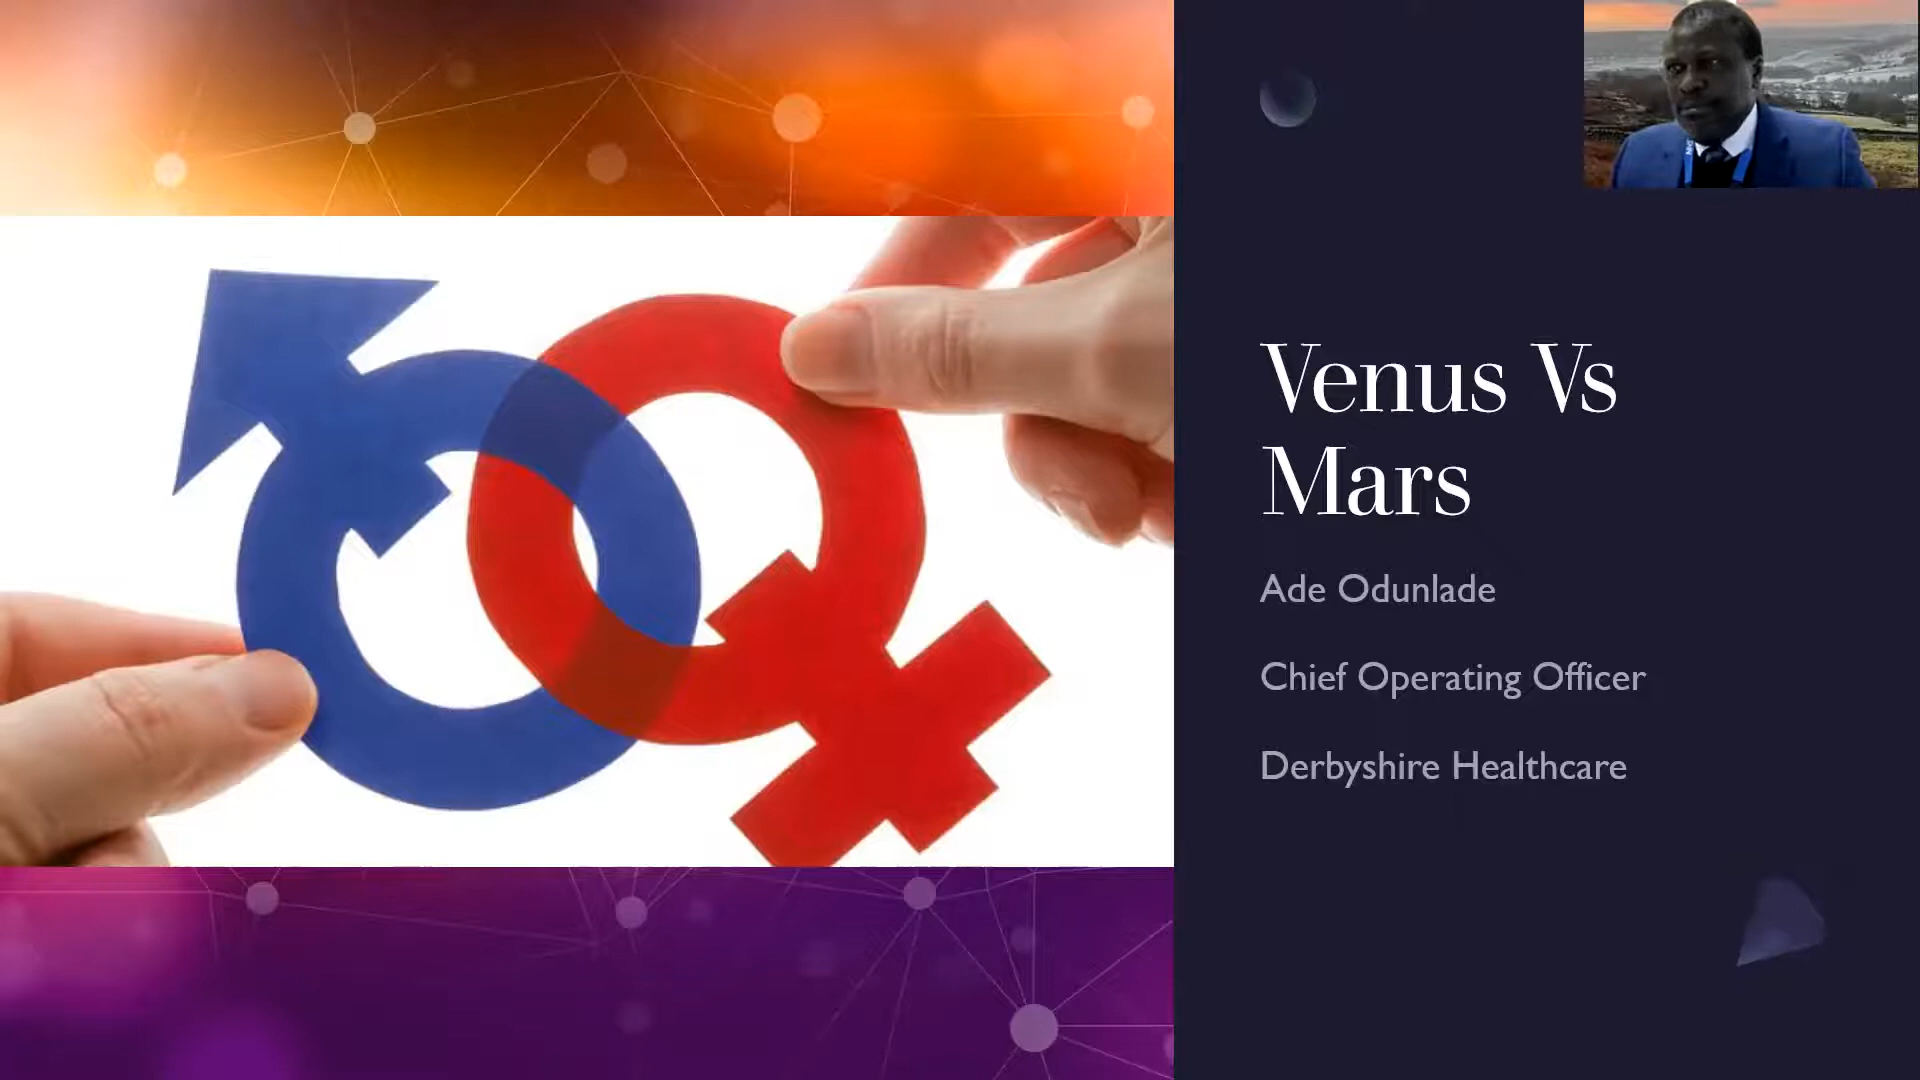 Venus Vs
Mars
Ade Odunlade
Chief Operating Officer
Derbyshire Healthcare